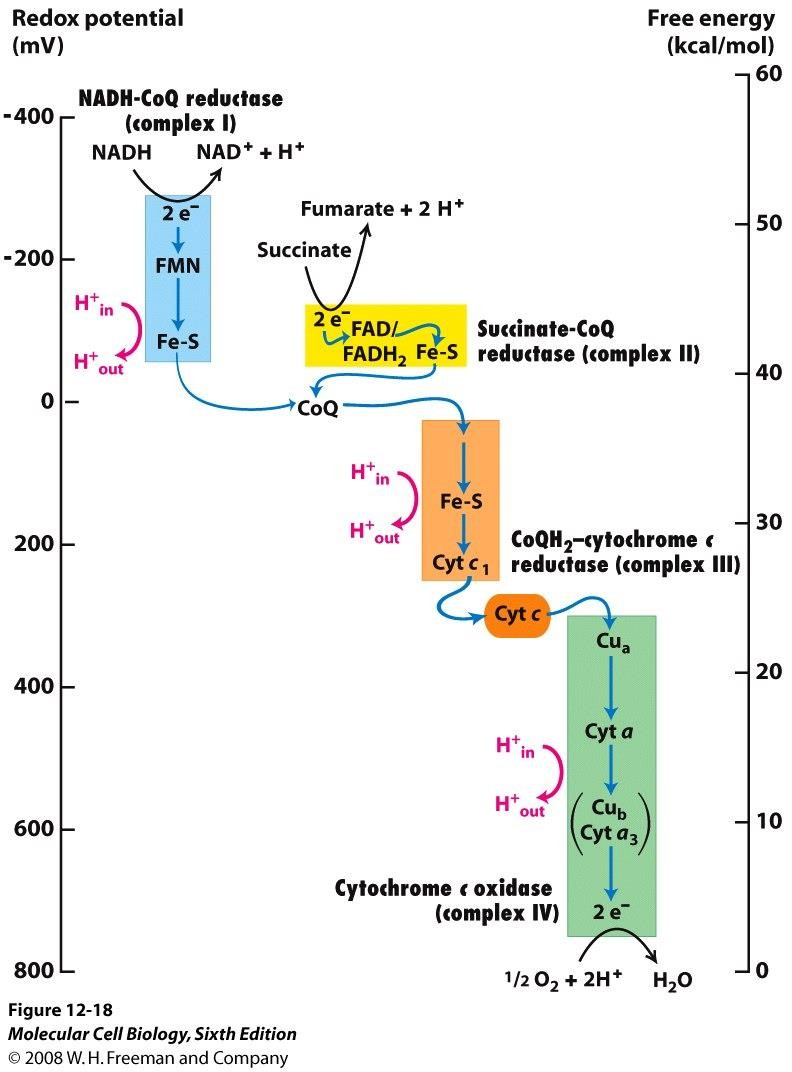 Redox potential
(mV)
Free energy
(kcal/mol)
60
-400
NADH-CoQ reductase
(complex I)
NADH
NAD⁺ + H⁺
2 e⁻
50
Fumarate + 2 H⁺
Succinate
-200
FMN
H⁺in
H⁺out
Fe-S
2 e⁻
FAD/
FADH₂
Fe-S
Succinate-CoQ
reductase (complex II)
40
0
CoQ
H⁺in
H⁺out
Fe-S
Cyt c₁
30
200
CoQH₂–cytochrome c
reductase (complex III)
Cyt c
Cuₐ
20
400
Cyt a
H⁺in
H⁺out
Cub
Cyt a₃
10
600
Cytochrome c oxidase
(complex IV)
2 e⁻
800
1/2 O₂ + 2H⁺
H₂O
0
Figure 12-18
Molecular Cell Biology, Sixth Edition
© 2008 W. H. Freeman and Company